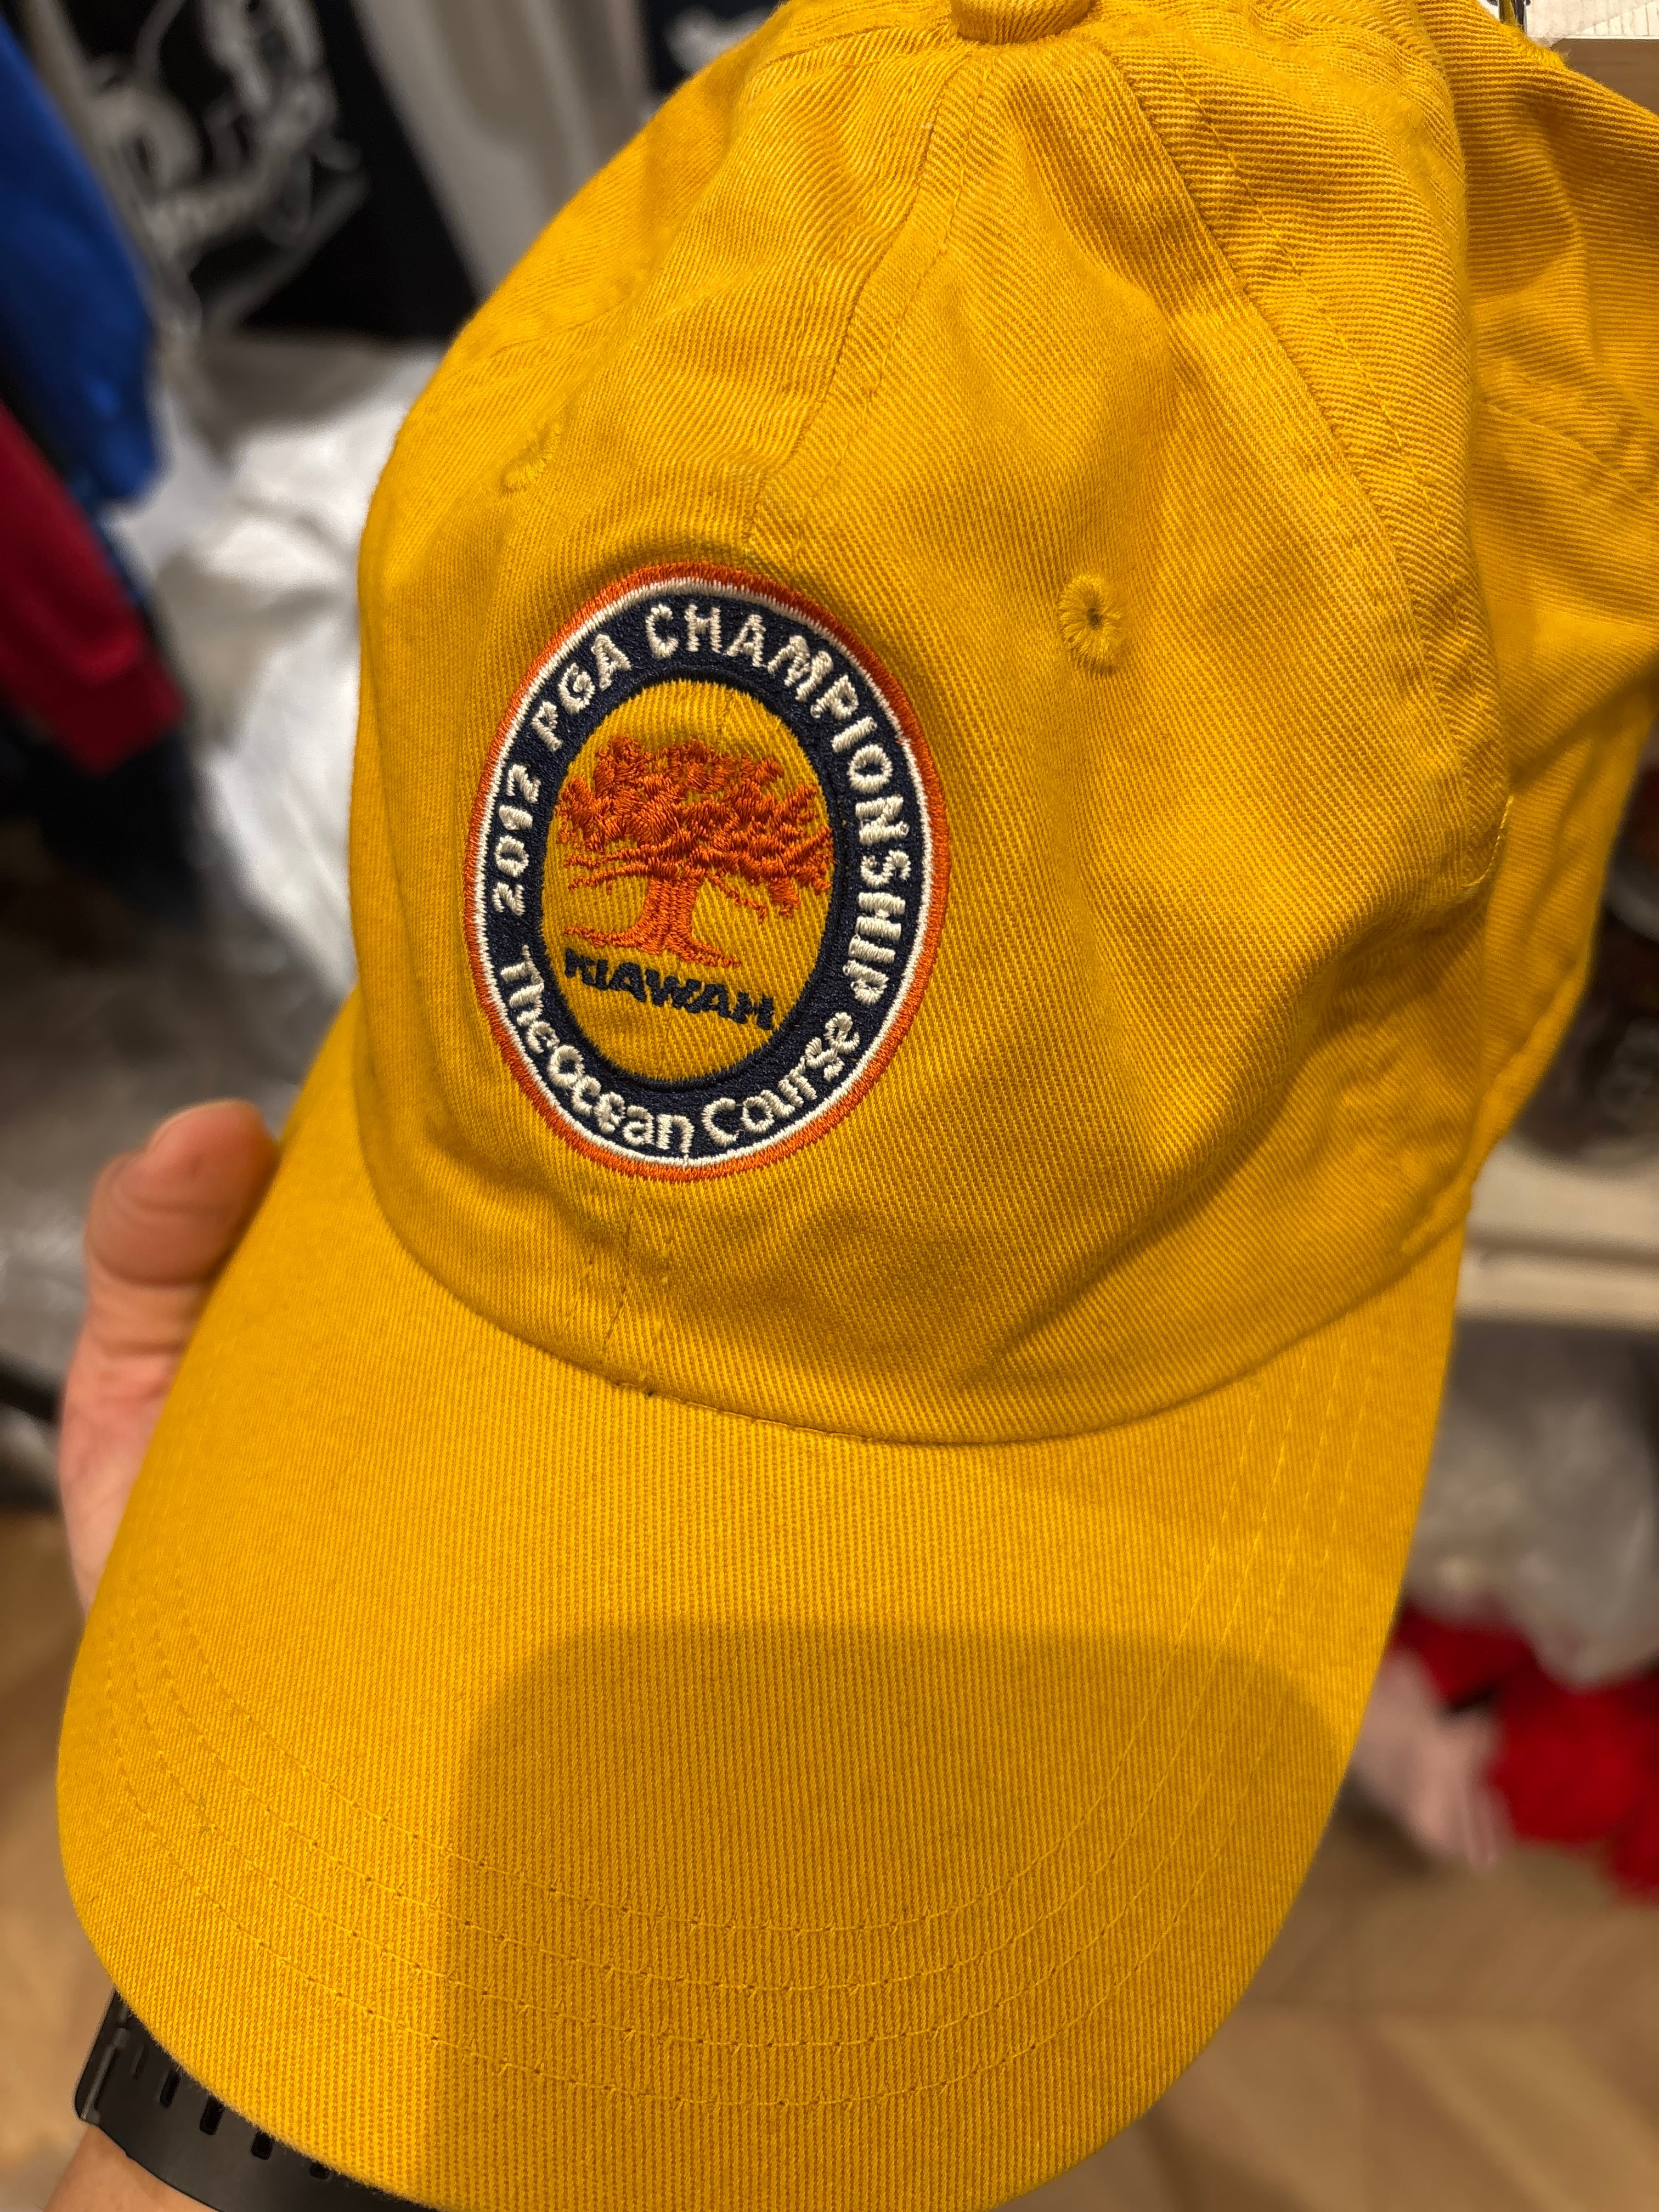 2012 PGA CHAMPIONSHIP
KIAWAH
The Ocean Course